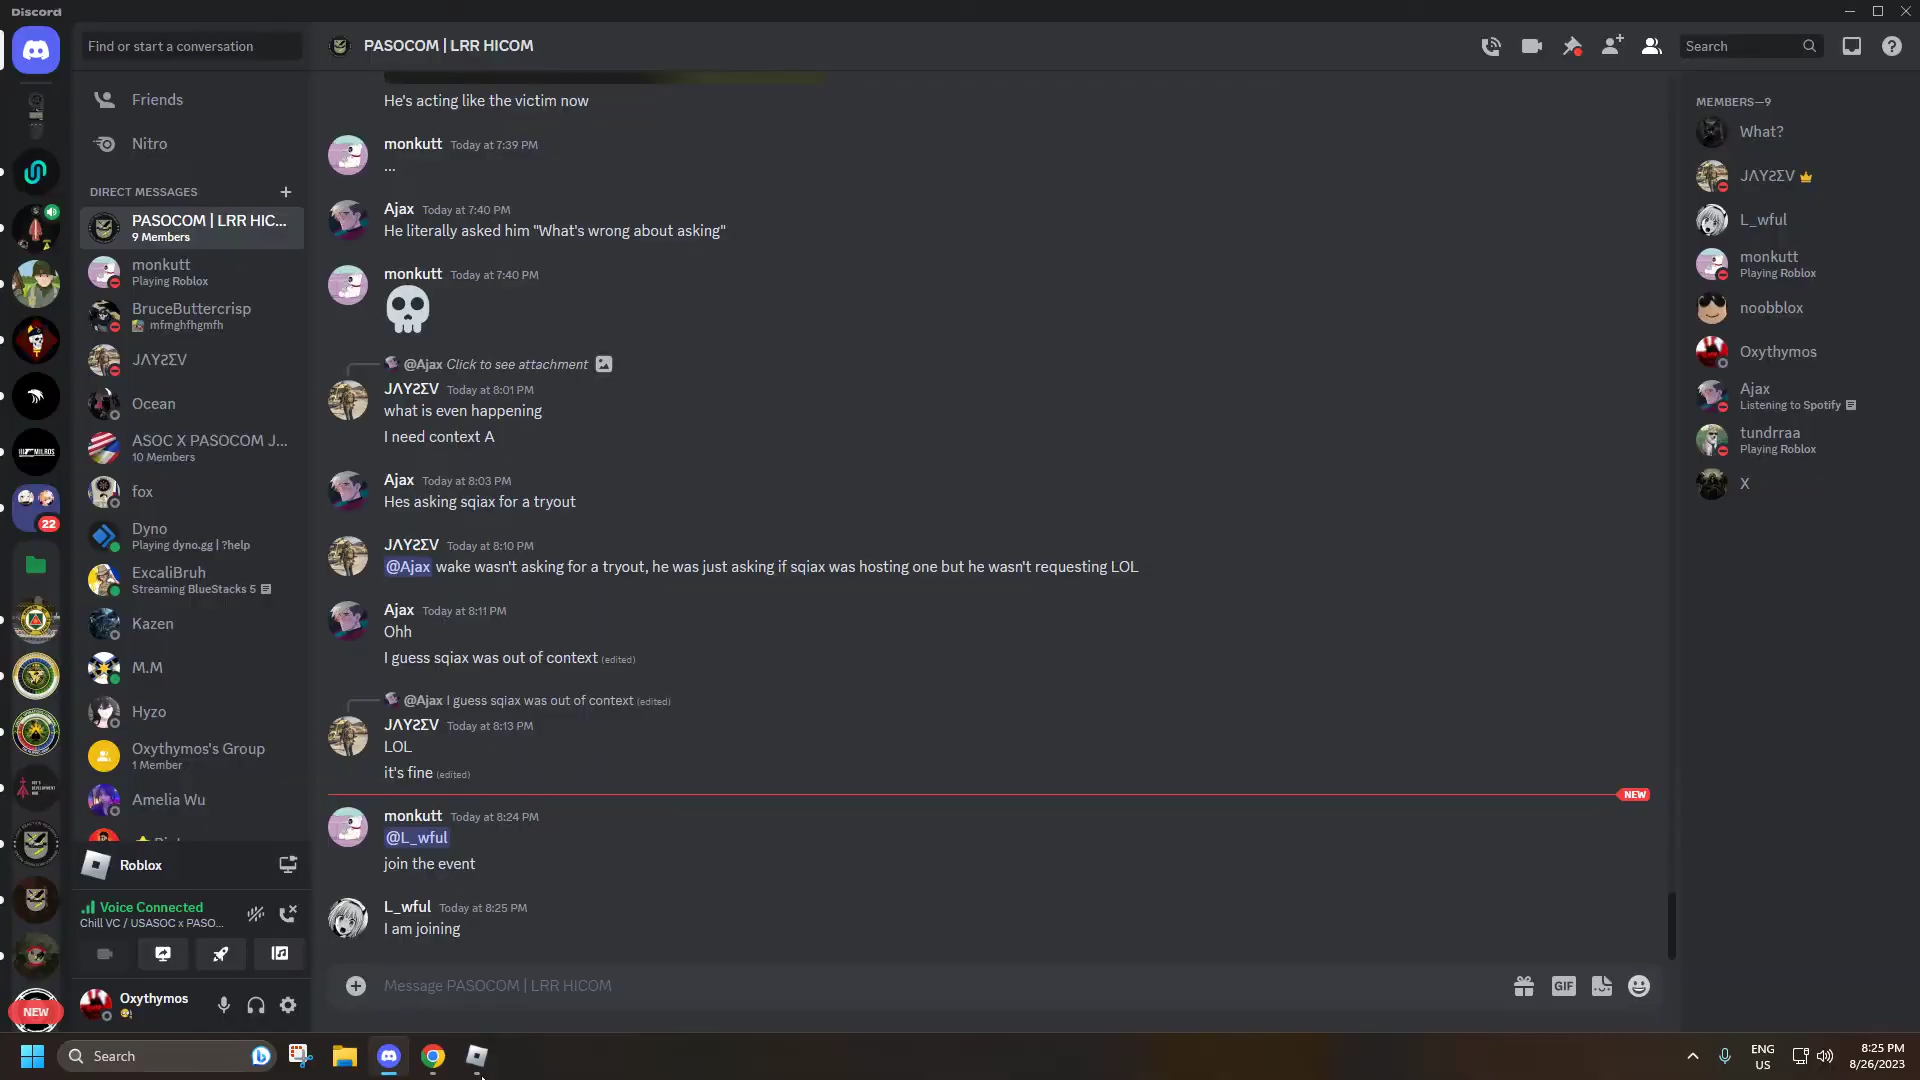 Discord
Find or start a conversation
Friends
Nitro
DIRECT MESSAGES
PASOCOM | LRR HIC...
9 Members
monkutt
Playing Roblox
BruceButtercrisp
mfmghfhgmfh
JΛYƧΣV
Ocean
ASOC X PASOCOM J...
10 Members
fox
Dyno
Playing dyno.gg | ?help
ExcaliBruh
Streaming BlueStacks 5
Kazen
M.M
Hyzo
Oxythymos's Group
1 Member
Amelia Wu
22
MILROS
NEW
Roblox
Voice Connected
Chill VC / USASOC x PASO...
Oxythymos
PASOCOM | LRR HICOM
Search
He's acting like the victim now
monkutt Today at 7:39 PM
...
Ajax Today at 7:40 PM
He literally asked him "What's wrong about asking"
monkutt Today at 7:40 PM
@Ajax Click to see attachment
JΛYƧΣV Today at 8:01 PM
what is even happening
I need context A
Ajax Today at 8:03 PM
Hes asking sqiax for a tryout
JΛYƧΣV Today at 8:10 PM
@Ajax wake wasn't asking for a tryout, he was just asking if sqiax was hosting one but he wasn't requesting LOL
Ajax Today at 8:11 PM
Ohh
I guess sqiax was out of context (edited)
@Ajax I guess sqiax was out of context (edited)
JΛYƧΣV Today at 8:13 PM
LOL
it's fine (edited)
NEW
monkutt Today at 8:24 PM
@L_wful
join the event
L_wful Today at 8:25 PM
I am joining
Message PASOCOM | LRR HICOM
GIF
MEMBERS—9
What?
JΛYƧΣV
L_wful
monkutt
Playing Roblox
noobblox
Oxythymos
Ajax
Listening to Spotify
tundrraa
Playing Roblox
X
Search
ENG
US
8:25 PM
8/26/2023